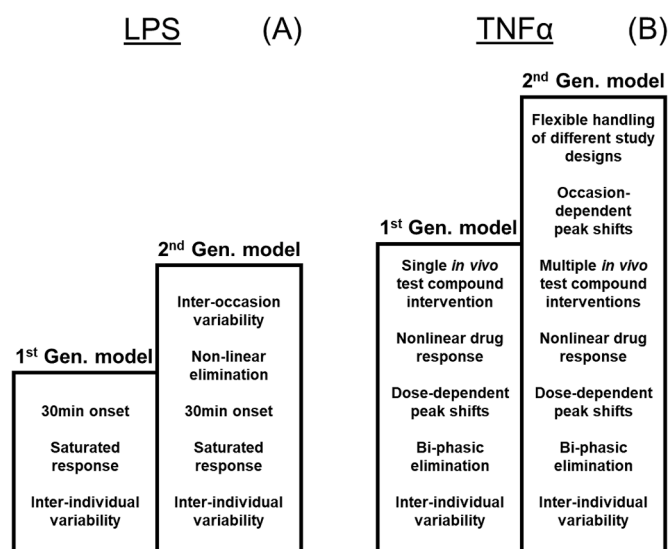 LPS (A)
2nd Gen. model
Inter-occasion
variability
Non-linear
elimination
1st Gen. model
30min onset
Saturated
response
Inter-individual
variability
30min onset
Saturated
response
Inter-individual
variability
TNFα (B)
2nd Gen. model
Flexible handling
of different study
designs
Occasion-
dependent
peak shifts
Multiple in vivo
test compound
interventions
Nonlinear drug
response
Dose-dependent
peak shifts
Bi-phasic
elimination
Inter-individual
variability
1st Gen. model
Single in vivo
test compound
intervention
Nonlinear drug
response
Dose-dependent
peak shifts
Bi-phasic
elimination
Inter-individual
variability